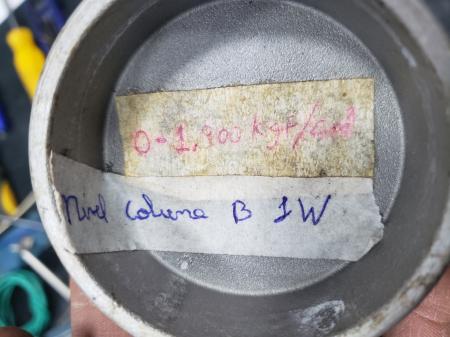 0-1,900 kgf/cm²
Nivel Coluna B 1W